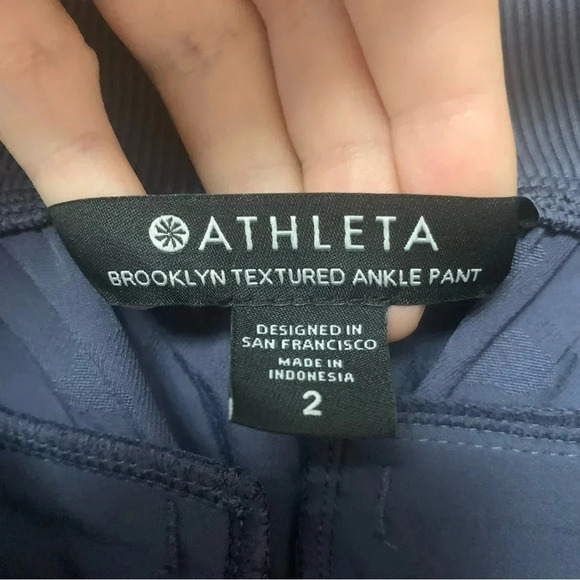 ATHLETA
BROOKLYN TEXTURED ANKLE PANT
DESIGNED IN
SAN FRANCISCO
MADE IN
INDONESIA
2